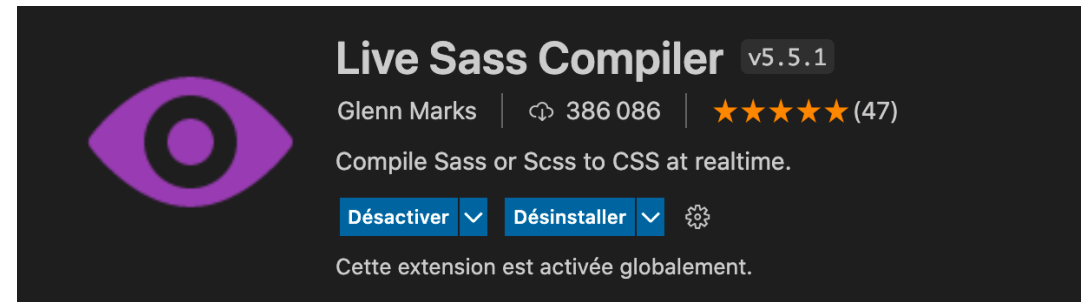 Live Sass Compiler v5.5.1
Glenn Marks 386 086 (47)
Compile Sass or Scss to CSS at realtime.
Désactiver Désinstaller
Cette extension est activée globalement.